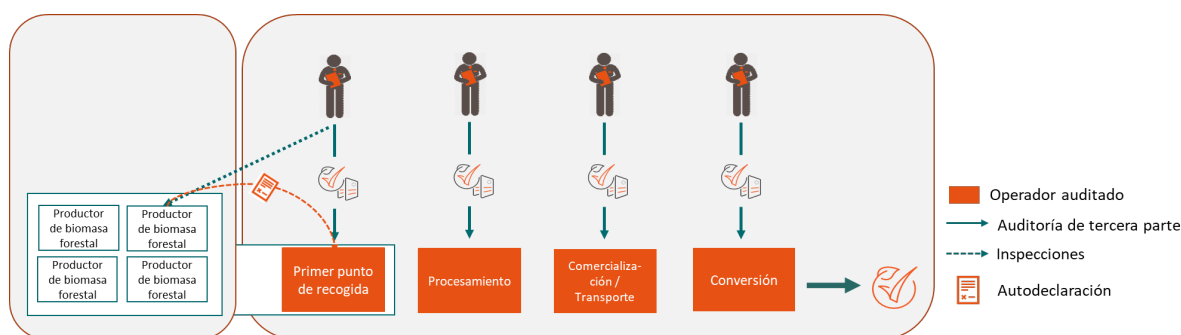 Productor
de biomasa
forestal
Productor
de biomasa
forestal
Productor
de biomasa
forestal
Productor
de biomasa
forestal
Primer punto
de recogida
Procesamiento
Comercializa-
ción /
Transporte
Conversión
Operador auditado
Auditoría de tercera parte
Inspecciones
Autodeclaración